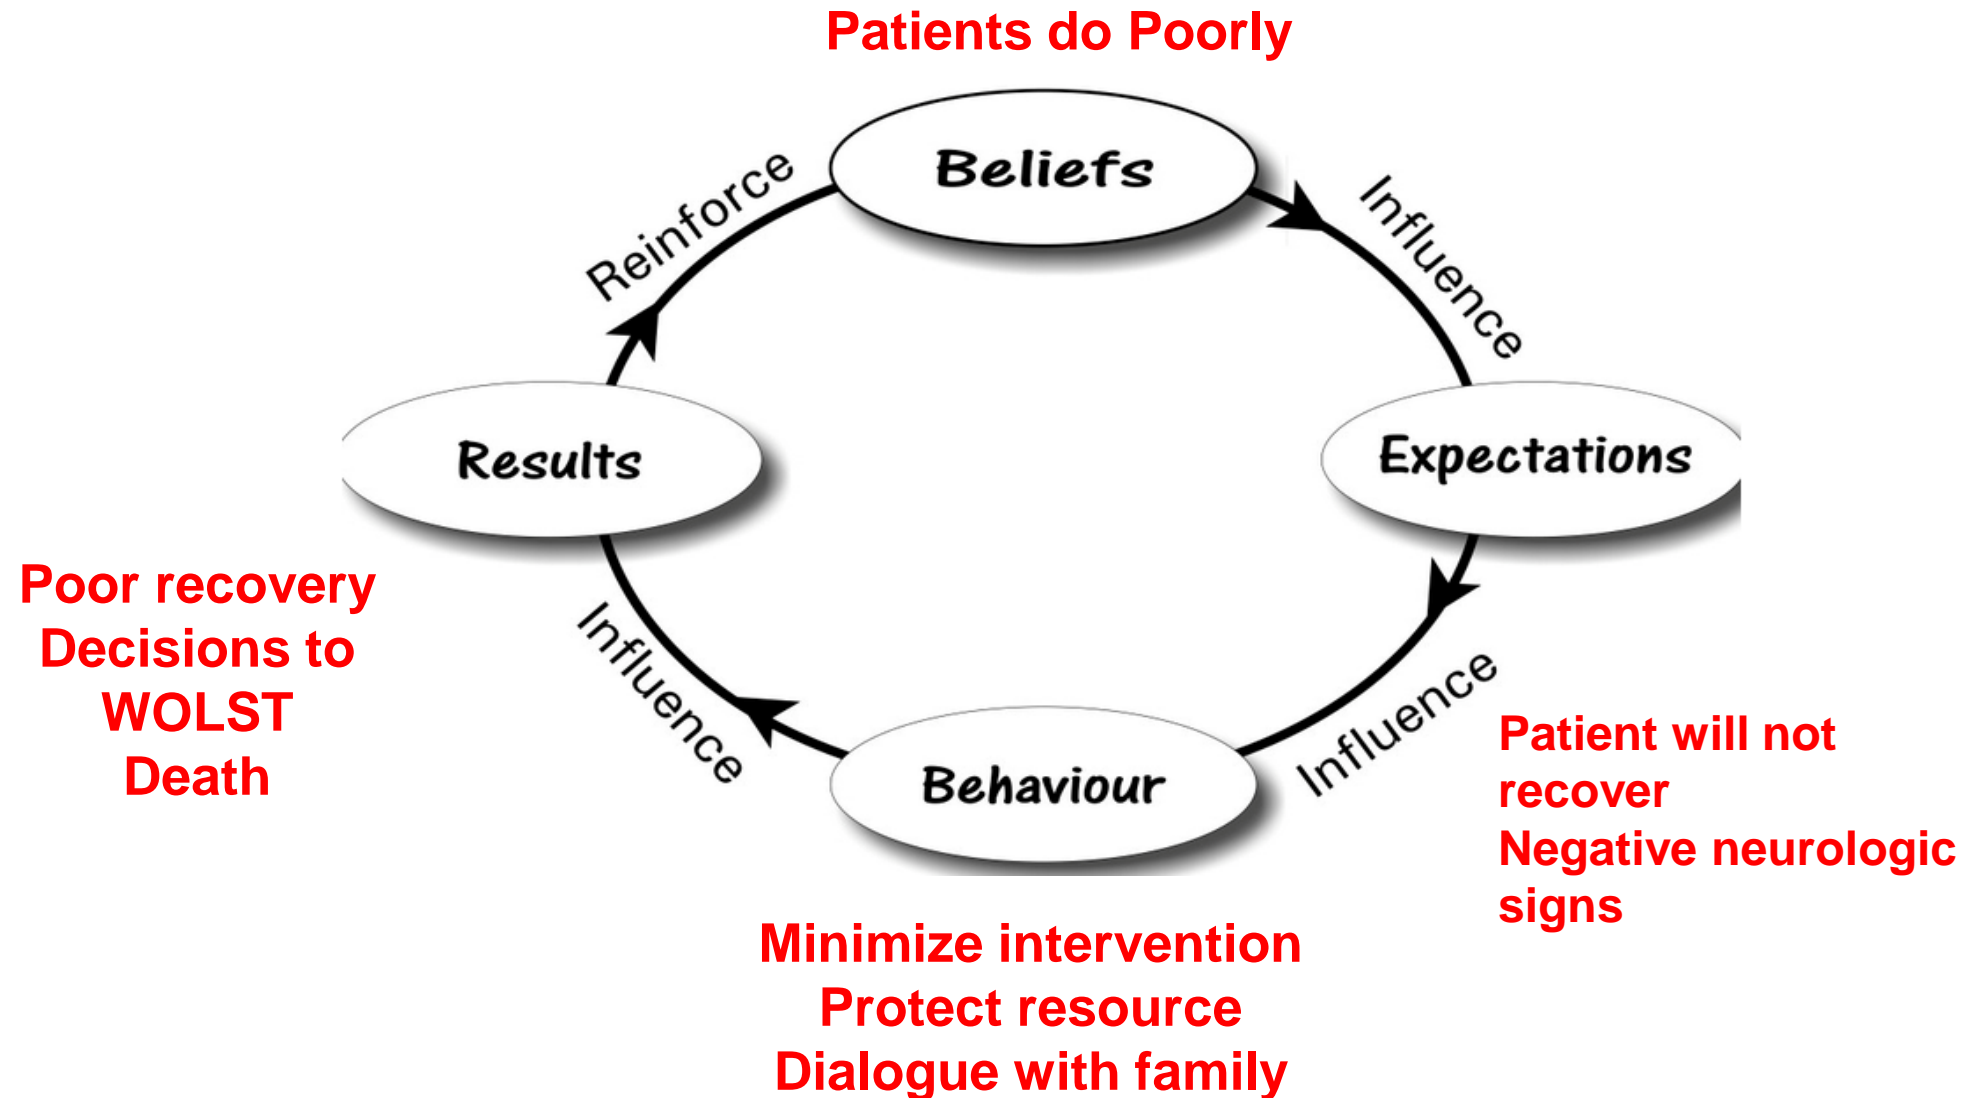 Patients do Poorly
Beliefs
Reinforce
Influence
Results
Expectations
Poor recovery
Decisions to
WOLST
Death
Influence
Influence
Behaviour
Patient will not
recover
Negative neurologic
signs
Minimize intervention
Protect resource
Dialogue with family